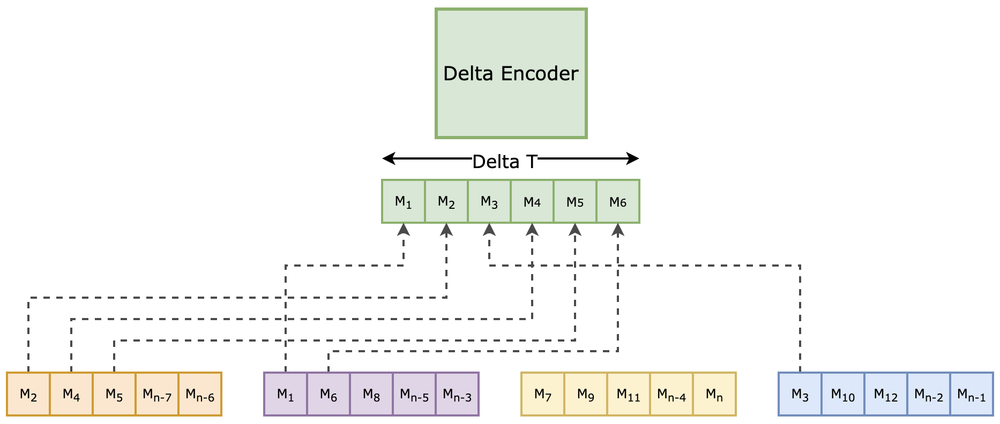 Delta Encoder
Delta T
M₁ M₂ M₃ M4 M5 M6
M₂ M₄ M₅ Mₙ₋₇ Mₙ₋₆ M₁ M₆ M₈ Mₙ₋₅ Mₙ₋₃ M₇ M₉ M₁₁ Mₙ₋₄ Mₙ M₃ M₁₀ M₁₂ Mₙ₋₂ Mₙ₋₁